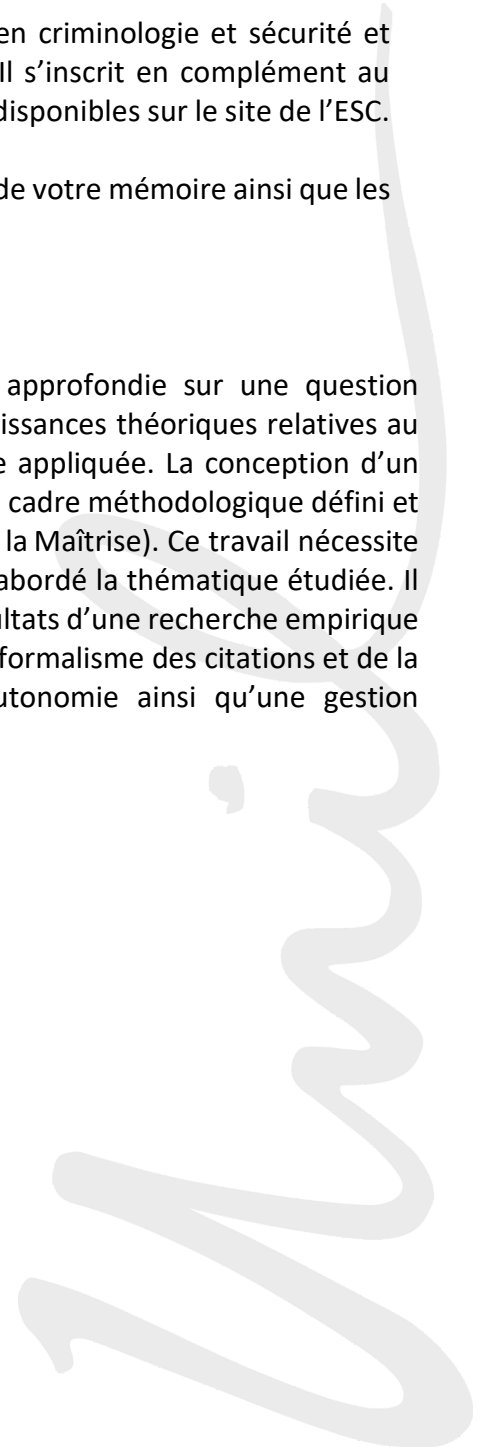 en criminologie et sécurité et
Il s’inscrit en complément au
disponibles sur le site de l’ESC.
de votre mémoire ainsi que les
approfondie sur une question
issances théoriques relatives au
e appliquée. La conception d’un
cadre méthodologique défini et
la Maîtrise). Ce travail nécessite
abordé la thématique étudiée. Il
ultats d’une recherche empirique
formalisme des citations et de la
utonomie ainsi qu’une gestion
Unil